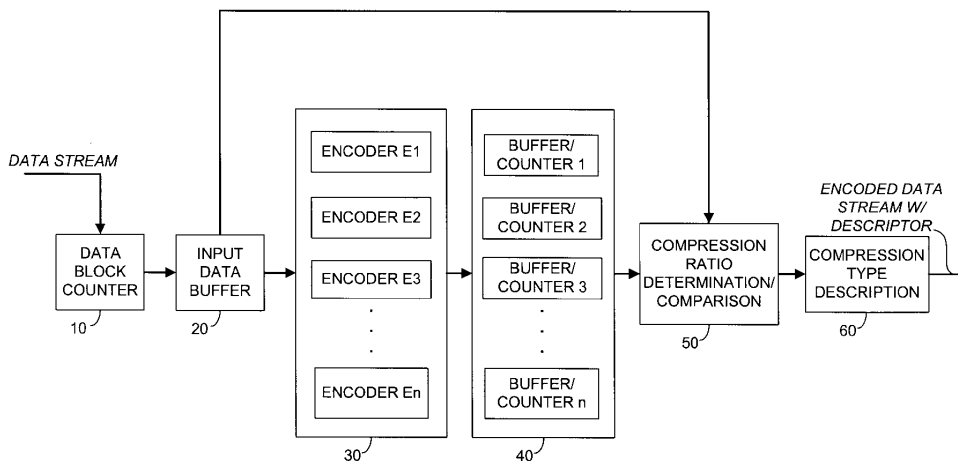 DATA STREAM
DATA
BLOCK
COUNTER
10
INPUT
DATA
BUFFER
20
ENCODER E1
ENCODER E2
ENCODER E3
ENCODER En
30
BUFFER/
COUNTER 1
BUFFER/
COUNTER 2
BUFFER/
COUNTER 3
BUFFER/
COUNTER n
40
COMPRESSION
RATIO
DETERMINATION/
COMPARISON
50
ENCODED DATA
STREAM W/
DESCRIPTOR
COMPRESSION
TYPE
DESCRIPTION
60